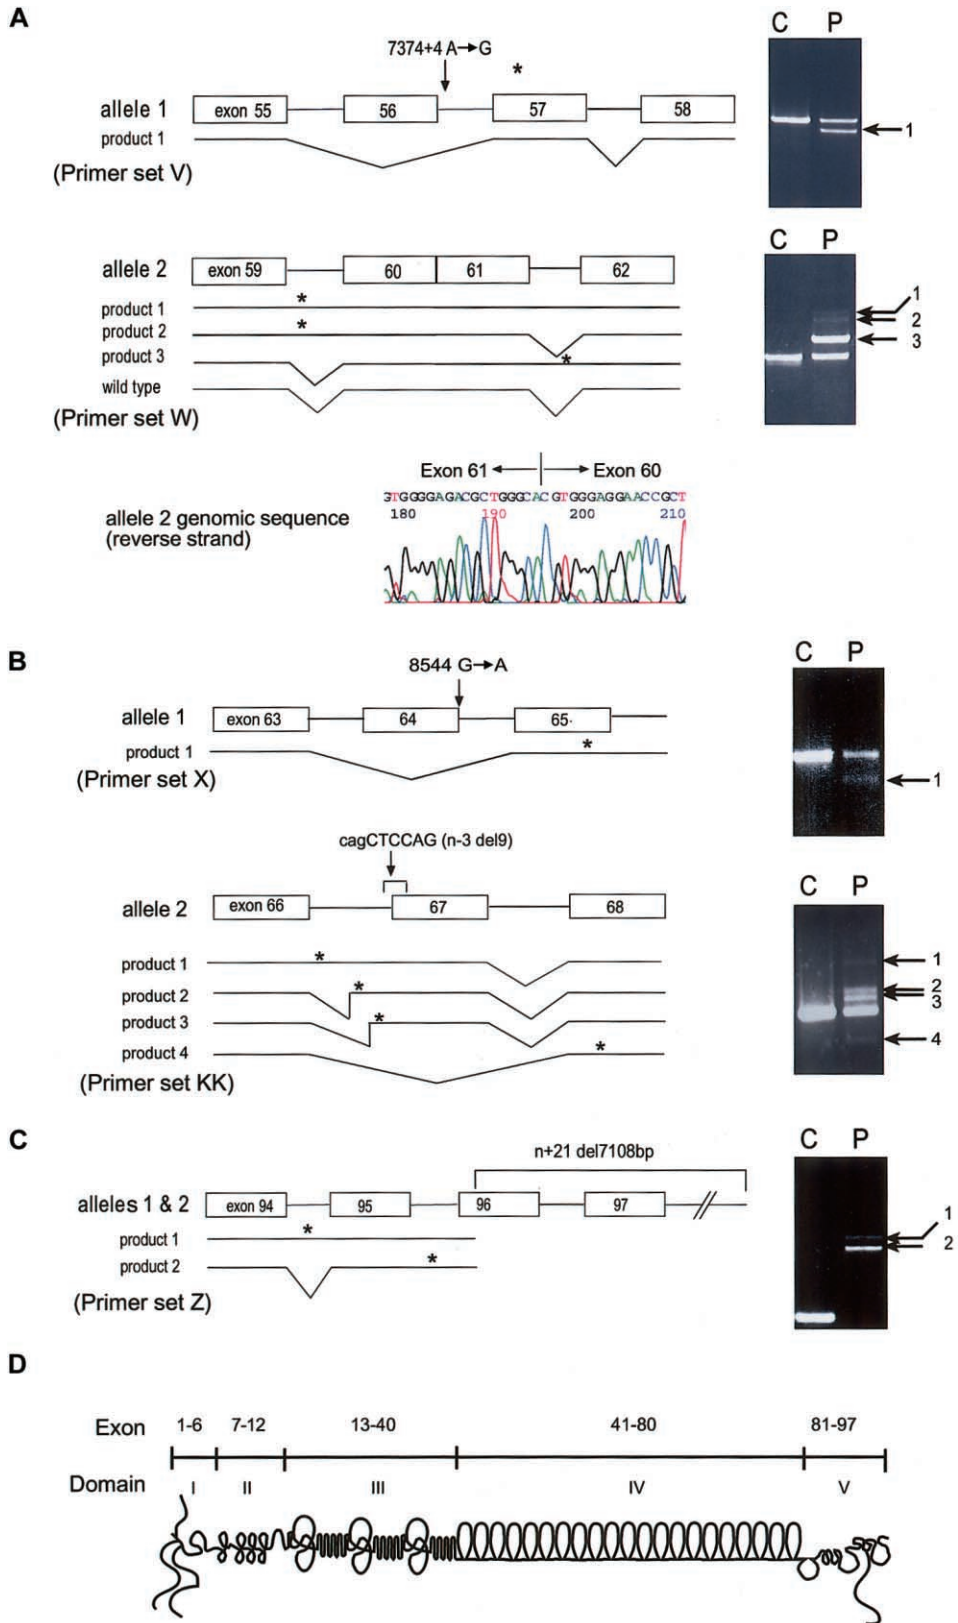 A
7374+4 A→G
*
C P
allele 1 exon 55 56 57 58
product 1
1
(Primer set V)
C P
allele 2 exon 59 60 61 62
product 1 *
product 2 *
product 3 *
wild type
1
2
3
(Primer set W)
Exon 61 Exon 60
GTGGGGAGACGCTGGGCACGTGGGAGGAACCGCT
180 190 200 210
allele 2 genomic sequence
(reverse strand)
B
8544 G→A
C P
allele 1 exon 63 64 65
product 1 *
1
(Primer set X)
cagCTCCAG (n-3 del9)
C P
allele 2 exon 66 67 68
product 1 *
product 2 *
product 3 *
product 4 *
1
2
3
4
(Primer set KK)
C
C P
n+21 del7108bp
alleles 1 & 2 exon 94 95 96 97
product 1 *
product 2 *
1
2
(Primer set Z)
D
Exon 1-6 7-12 13-40 41-80 81-97
Domain I II III IV V